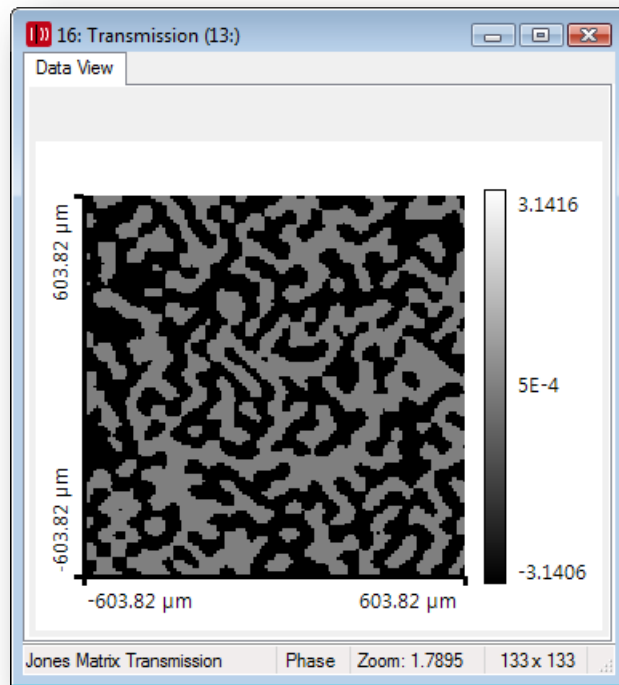 16: Transmission (13:)
Data View
603.82 µm
-603.82 µm
3.1416
5E-4
-3.1406
-603.82 µm 603.82 µm
Jones Matrix Transmission Phase Zoom: 1.7895 133 x 133